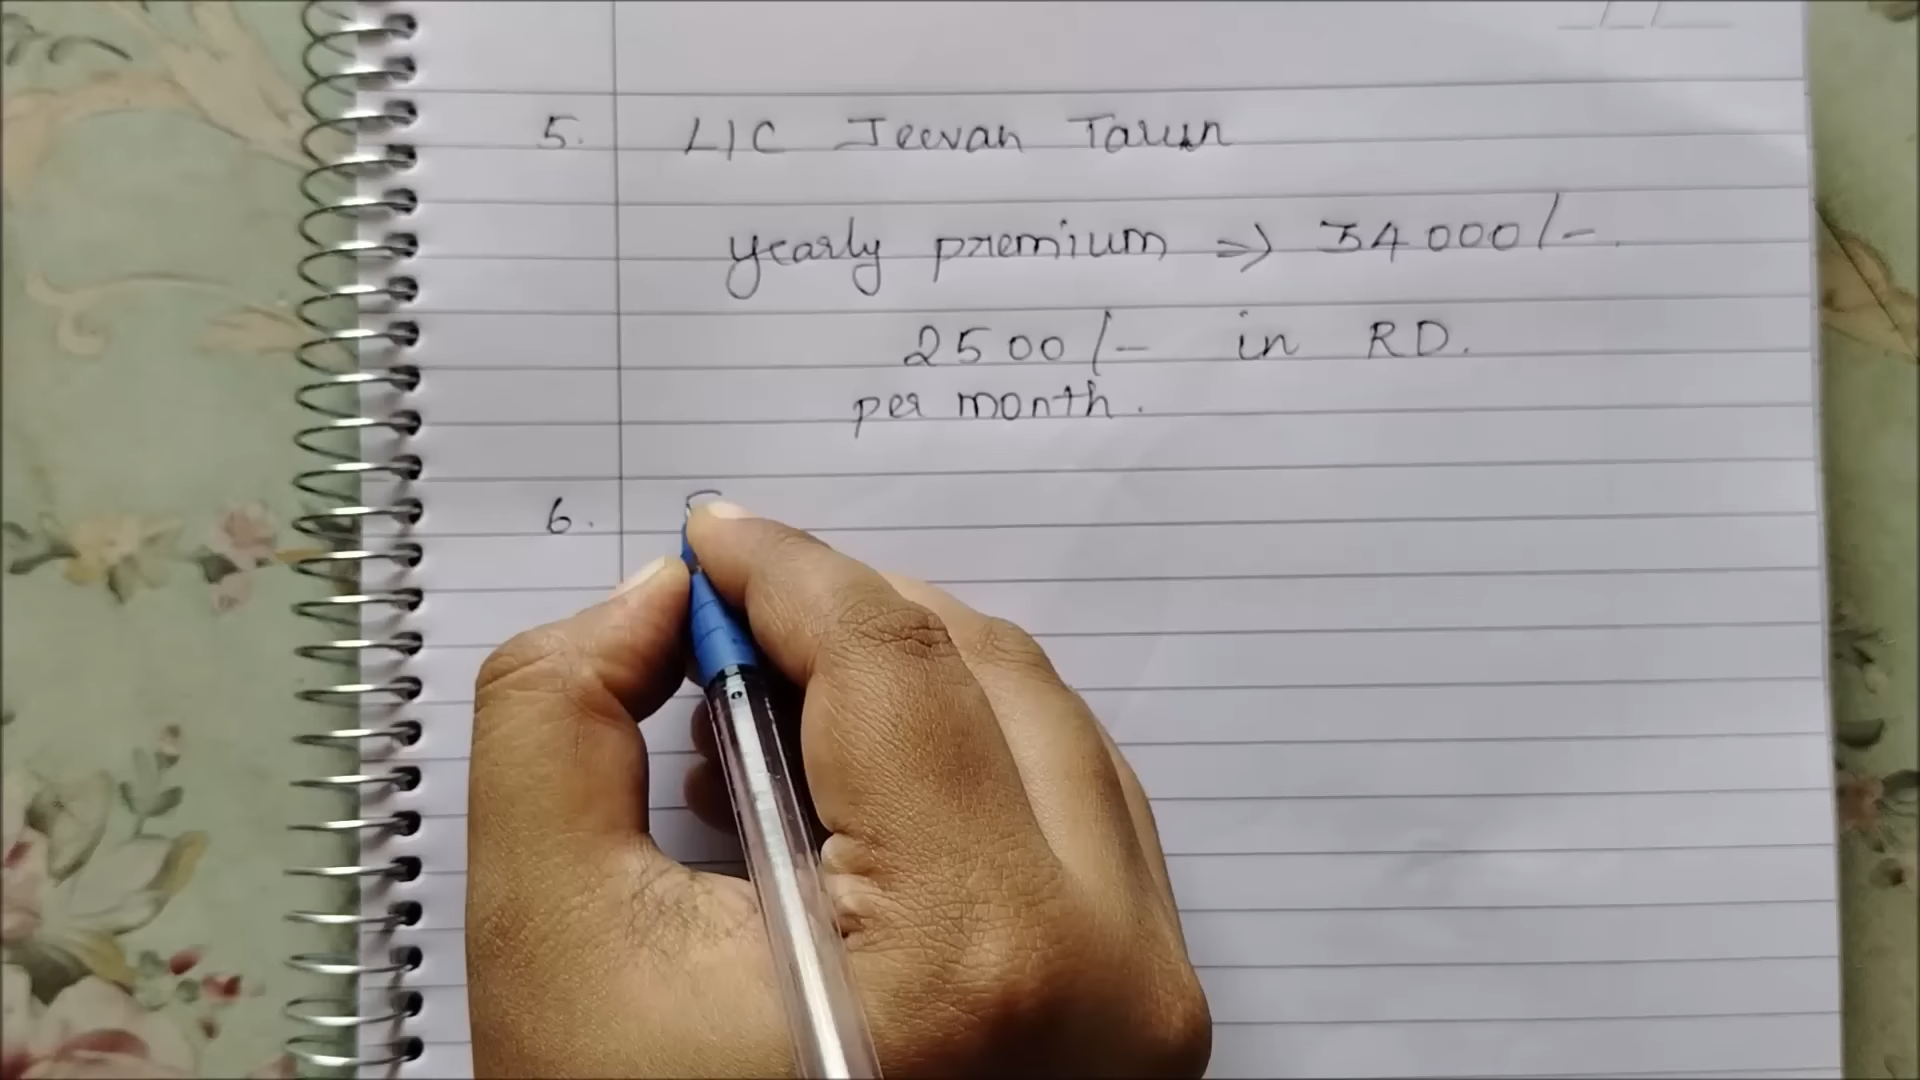 5. LIC Jeevan Tarun
yearly premium => 34000/-.
2500/- in RD.
per month.
6.